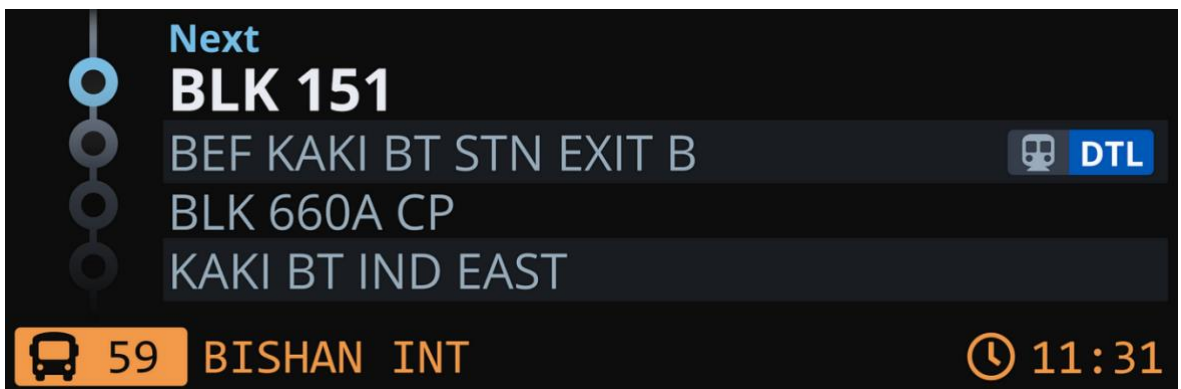 Next
BLK 151
BEF KAKI BT STN EXIT B DTL
BLK 660A CP
KAKI BT IND EAST
59 BISHAN INT 11:31